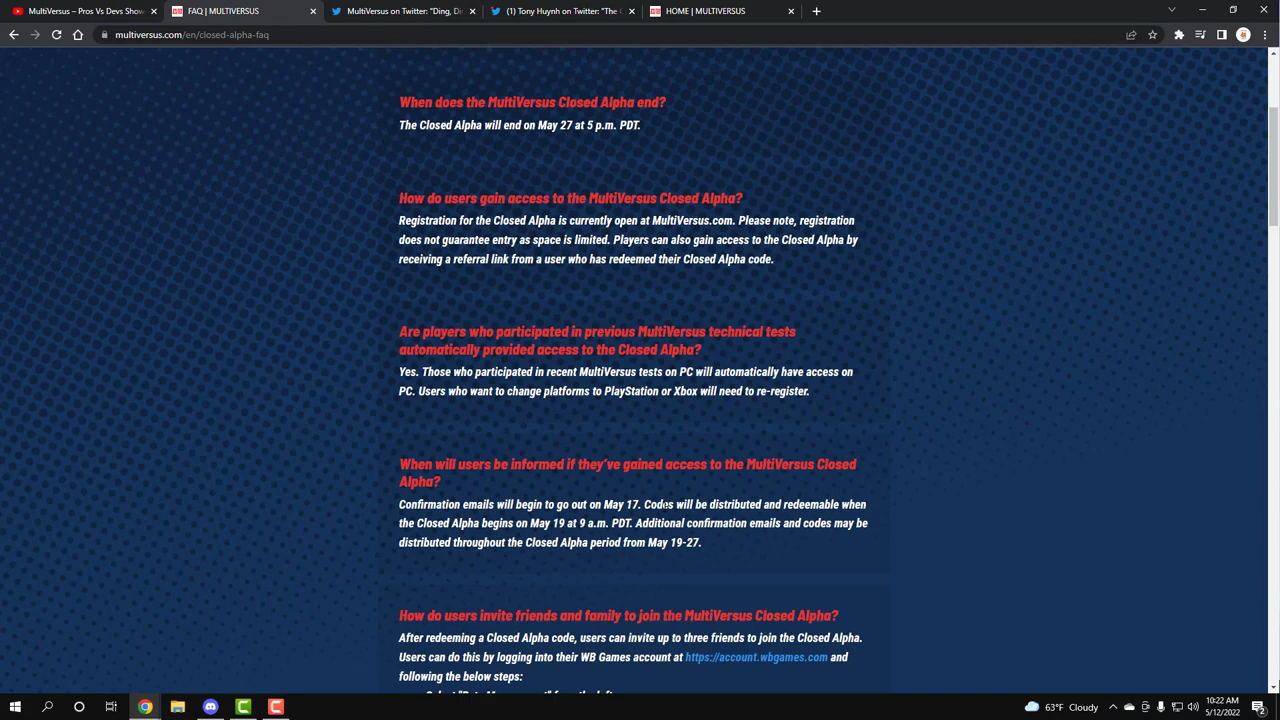 MultiVersus – Pros Vs Devs Show
FAQ | MULTIVERSUS
MultiVersus on Twitter: "Ding, Di
(1) Tony Huynh on Twitter: "The C
HOME | MULTIVERSUS
multiversus.com/en/closed-alpha-faq
When does the MultiVersus Closed Alpha end?
The Closed Alpha will end on May 27 at 5 p.m. PDT.
How do users gain access to the MultiVersus Closed Alpha?
Registration for the Closed Alpha is currently open at MultiVersus.com. Please note, registration
does not guarantee entry as space is limited. Players can also gain access to the Closed Alpha by
receiving a referral link from a user who has redeemed their Closed Alpha code.
Are players who participated in previous MultiVersus technical tests
automatically provided access to the Closed Alpha?
Yes. Those who participated in recent MultiVersus tests on PC will automatically have access on
PC. Users who want to change platforms to PlayStation or Xbox will need to re-register.
When will users be informed if they've gained access to the MultiVersus Closed
Alpha?
Confirmation emails will begin to go out on May 17. Codes will be distributed and redeemable when
the Closed Alpha begins on May 19 at 9 a.m. PDT. Additional confirmation emails and codes may be
distributed throughout the Closed Alpha period from May 19-27.
How do users invite friends and family to join the MultiVersus Closed Alpha?
After redeeming a Closed Alpha code, users can invite up to three friends to join the Closed Alpha.
Users can do this by logging into their WB Games account at https://account.wbgames.com and
following the below steps:
63°F Cloudy
10:22 AM
5/12/2022
2